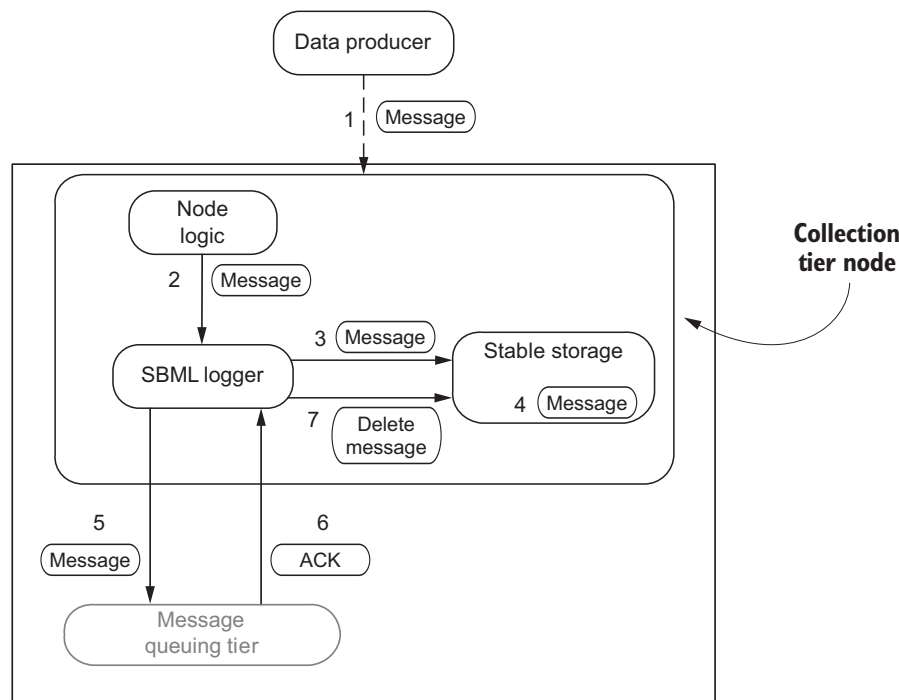 Data producer
1 Message
Node
logic
Collection
tier node
2 Message
3 Message
Stable storage
SBML logger
4 Message
7 Delete
message
5 6
Message ACK
Message
queuing tier